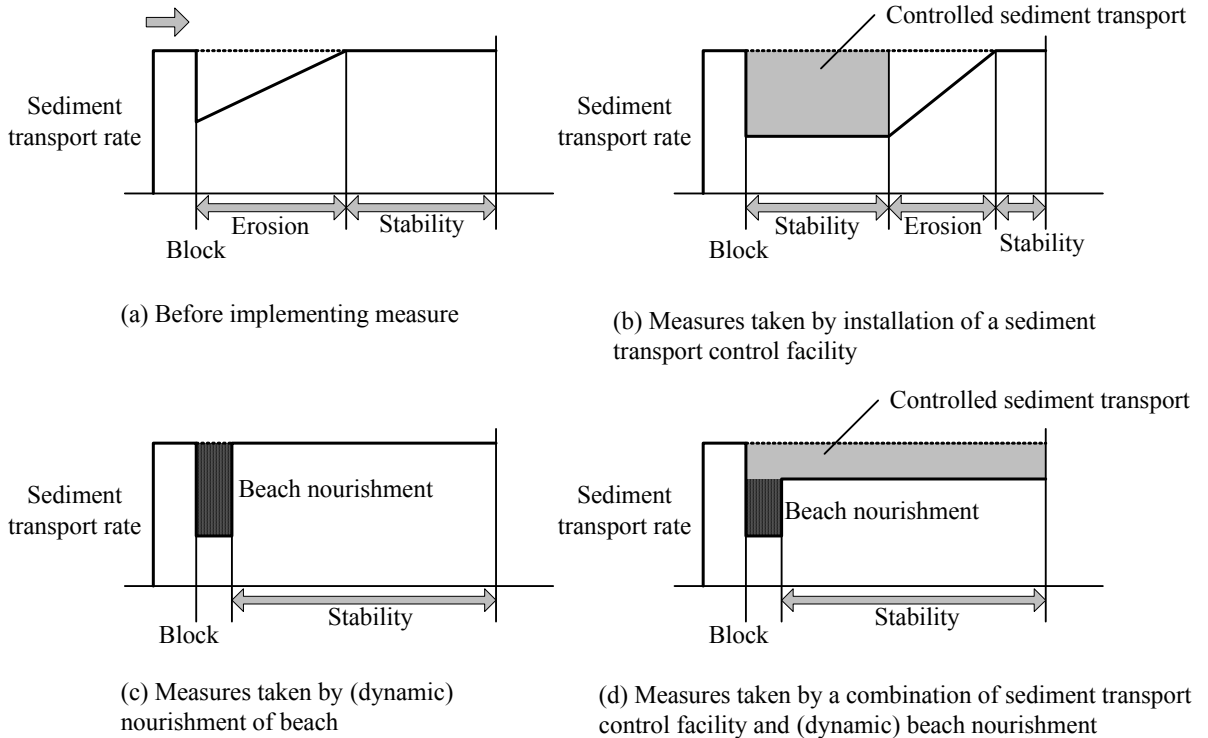 Sediment
transport rate
Erosion
Stability
Block
(a) Before implementing measure
Controlled sediment transport
Sediment
transport rate
Stability
Erosion
Stability
Block
(b) Measures taken by installation of a sediment
transport control facility
Sediment
transport rate
Beach nourishment
Stability
Block
(c) Measures taken by (dynamic)
nourishment of beach
Controlled sediment transport
Sediment
transport rate
Beach nourishment
Stability
Block
(d) Measures taken by a combination of sediment transport
control facility and (dynamic) beach nourishment